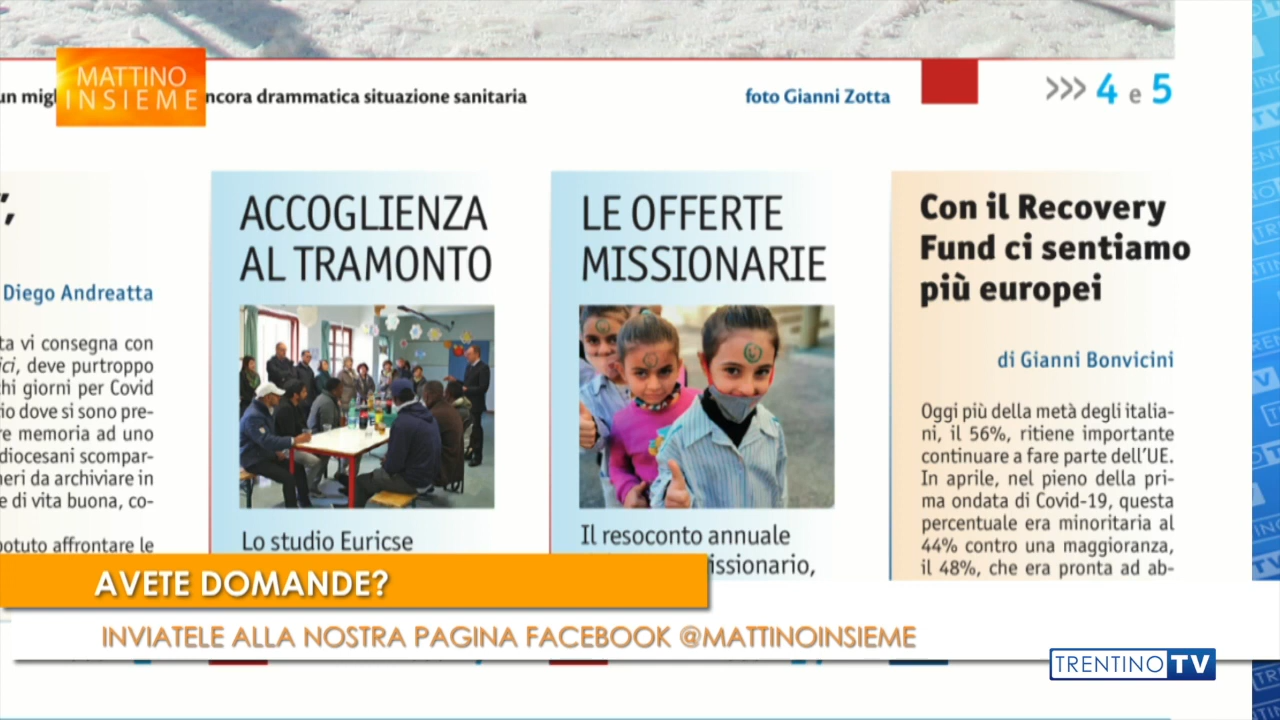 MATTINO
INSIEME
ncora drammatica situazione sanitaria
foto Gianni Zotta
>>> 4 e 5
Diego Andreatta
ta vi consegna con
ici, deve purtroppo
chi giorni per Covid
io dove si sono pre-
re memoria ad uno
diocesani scompar-
neri da archiviare in
e di vita buona, co-
potuto affrontare le
ACCOGLIENZA
AL TRAMONTO
Lo studio Euricse
LE OFFERTE
MISSIONARIE
Il resoconto annuale
issionario,
Con il Recovery
Fund ci sentiamo
più europei
di Gianni Bonvicini
Oggi più della metà degli italia-
ni, il 56%, ritiene importante
continuare a fare parte dell'UE.
In aprile, nel pieno della pri-
ma ondata di Covid-19, questa
percentuale era minoritaria al
44% contro una maggioranza,
il 48%, che era pronta ad ab-
AVETE DOMANDE?
INVIATELE ALLA NOSTRA PAGINA FACEBOOK @MATTINOINSIEME
TRENTINO TV